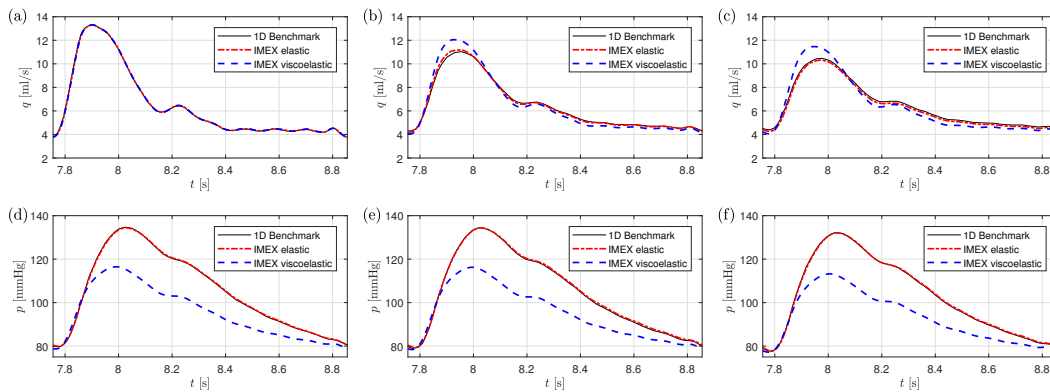 (a)
14
12
10
8
6
4
2
q [ml/s]
1D Benchmark
IMEX elastic
IMEX viscoelastic
7.8 8 8.2 8.4 8.6 8.8
t [s]
(b)
14
12
10
8
6
4
2
q [ml/s]
1D Benchmark
IMEX elastic
IMEX viscoelastic
7.8 8 8.2 8.4 8.6 8.8
t [s]
(c)
14
12
10
8
6
4
2
q [ml/s]
1D Benchmark
IMEX elastic
IMEX viscoelastic
7.8 8 8.2 8.4 8.6 8.8
t [s]
(d)
140
120
100
80
p [mmHg]
1D Benchmark
IMEX elastic
IMEX viscoelastic
7.8 8 8.2 8.4 8.6 8.8
t [s]
(e)
140
120
100
80
p [mmHg]
1D Benchmark
IMEX elastic
IMEX viscoelastic
7.8 8 8.2 8.4 8.6 8.8
t [s]
(f)
140
120
100
80
p [mmHg]
1D Benchmark
IMEX elastic
IMEX viscoelastic
7.8 8 8.2 8.4 8.6 8.8
t [s]